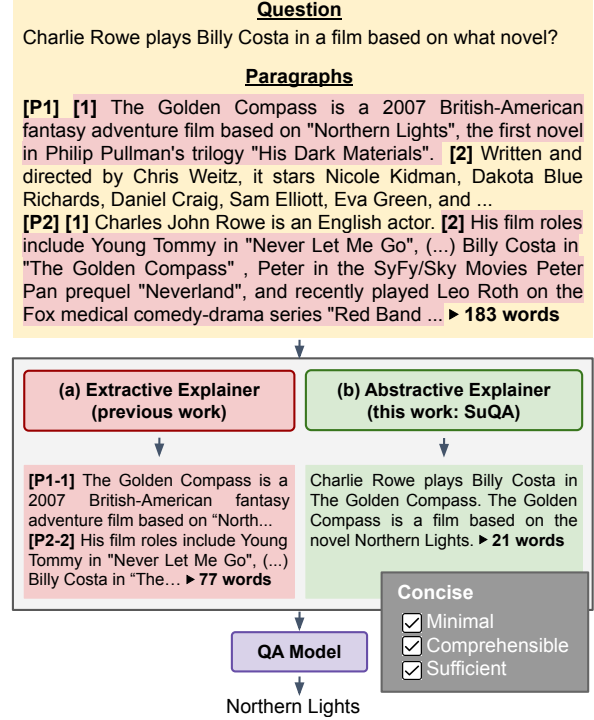 Question
Charlie Rowe plays Billy Costa in a film based on what novel?
Paragraphs
[P1] [1] The Golden Compass is a 2007 British-American
fantasy adventure film based on "Northern Lights", the first novel
in Philip Pullman's trilogy "His Dark Materials". [2] Written and
directed by Chris Weitz, it stars Nicole Kidman, Dakota Blue
Richards, Daniel Craig, Sam Elliott, Eva Green, and ...
[P2] [1] Charles John Rowe is an English actor. [2] His film roles
include Young Tommy in "Never Let Me Go", (...) Billy Costa in
"The Golden Compass" , Peter in the SyFy/Sky Movies Peter
Pan prequel "Neverland", and recently played Leo Roth on the
Fox medical comedy-drama series "Red Band ... ▸ 183 words
(a) Extractive Explainer
(previous work)
[P1-1] The Golden Compass is a
2007 British-American fantasy
adventure film based on “North...
[P2-2] His film roles include Young
Tommy in "Never Let Me Go", (...)
Billy Costa in “The… ▸ 77 words
(b) Abstractive Explainer
(this work: SuQA)
Charlie Rowe plays Billy Costa in
The Golden Compass. The Golden
Compass is a film based on the
novel Northern Lights. ▸ 21 words
Concise
Minimal
Comprehensible
Sufficient
QA Model
Northern Lights